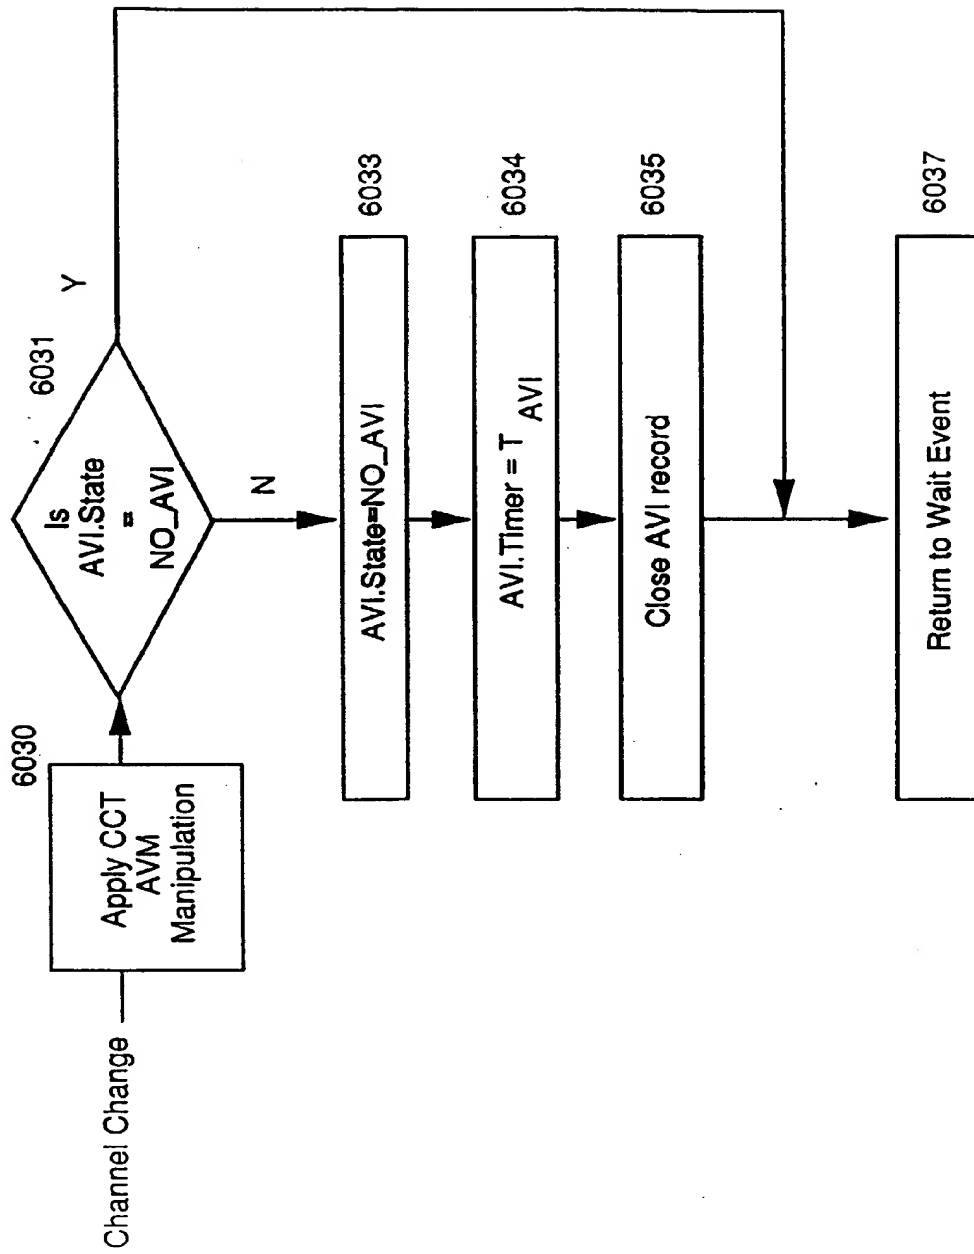 Channel Change
6030
Apply CCT
AVM
Manipulation
6031
Is
AVI.State
=
NO_AVI
Y
N
AVI.State=NO_AVI
6033
AVI.Timer = T AVI
6034
Close AVI record
6035
Return to Wait Event
6037